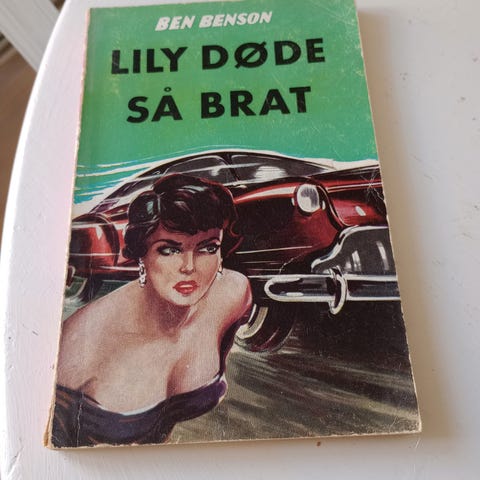 BEN BENSON
LILY DØDE
SÅ BRAT